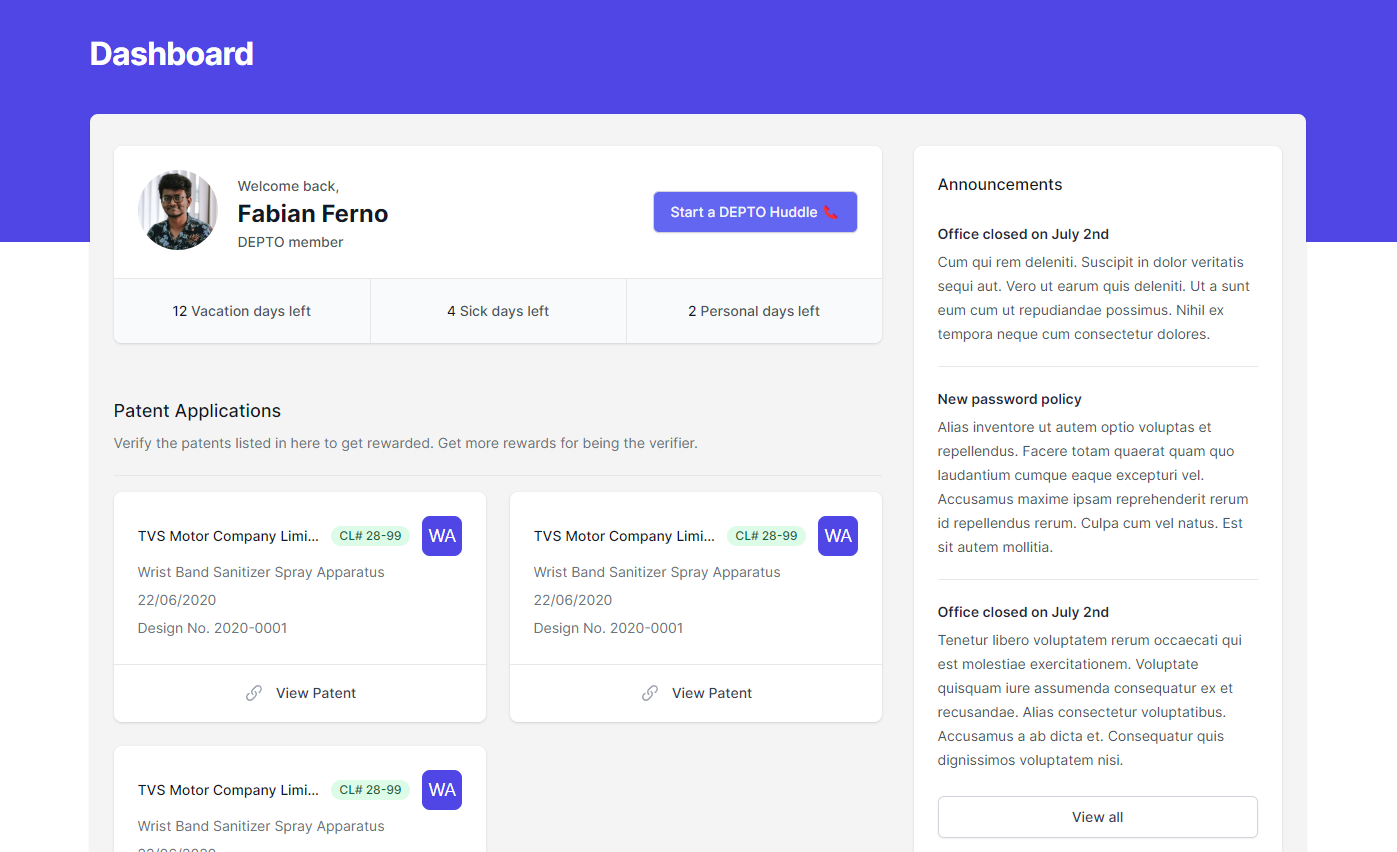 Dashboard
Welcome back,
Fabian Ferno
DEPTO member
Start a DEPTO Huddle
12 Vacation days left
4 Sick days left
2 Personal days left
Patent Applications
Verify the patents listed in here to get rewarded. Get more rewards for being the verifier.
TVS Motor Company Limi... CL# 28-99 WA
Wrist Band Sanitizer Spray Apparatus
22/06/2020
Design No. 2020-0001
View Patent
TVS Motor Company Limi... CL# 28-99 WA
Wrist Band Sanitizer Spray Apparatus
22/06/2020
Design No. 2020-0001
View Patent
TVS Motor Company Limi... CL# 28-99 WA
Wrist Band Sanitizer Spray Apparatus
Announcements
Office closed on July 2nd
Cum qui rem deleniti. Suscipit in dolor veritatis
sequi aut. Vero ut earum quis deleniti. Ut a sunt
eum cum ut repudiandae possimus. Nihil ex
tempora neque cum consectetur dolores.
New password policy
Alias inventore ut autem optio voluptas et
repellendus. Facere totam quaerat quam quo
laudantium cumque eaque excepturi vel.
Accusamus maxime ipsam reprehenderit rerum
id repellendus rerum. Culpa cum vel natus. Est
sit autem mollitia.
Office closed on July 2nd
Tenetur libero voluptatem rerum occaecati qui
est molestiae exercitationem. Voluptate
quisquam iure assumenda consequatur ex et
recusandae. Alias consectetur voluptatibus.
Accusamus a ab dicta et. Consequatur quis
dignissimos voluptatem nisi.
View all